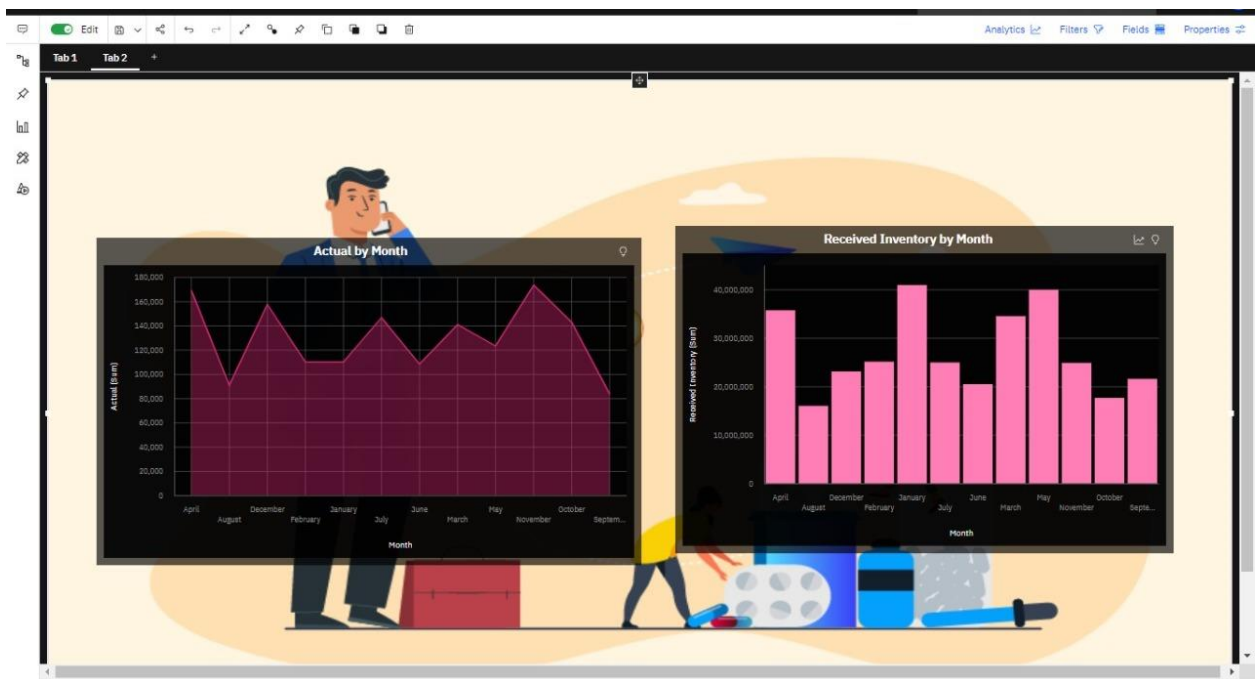 Edit Analytics Filters Fields Properties
Tab 1 Tab 2 +
Actual by Month
180,000
160,000
140,000
120,000
100,000
80,000
60,000
40,000
20,000
0
Actual (Sum)
April August December February January July June March May November October Septem...
Month
Received Inventory by Month
40,000,000
30,000,000
20,000,000
10,000,000
0
Received Inventory (Sum)
April August December February January July June March May November October Septe...
Month